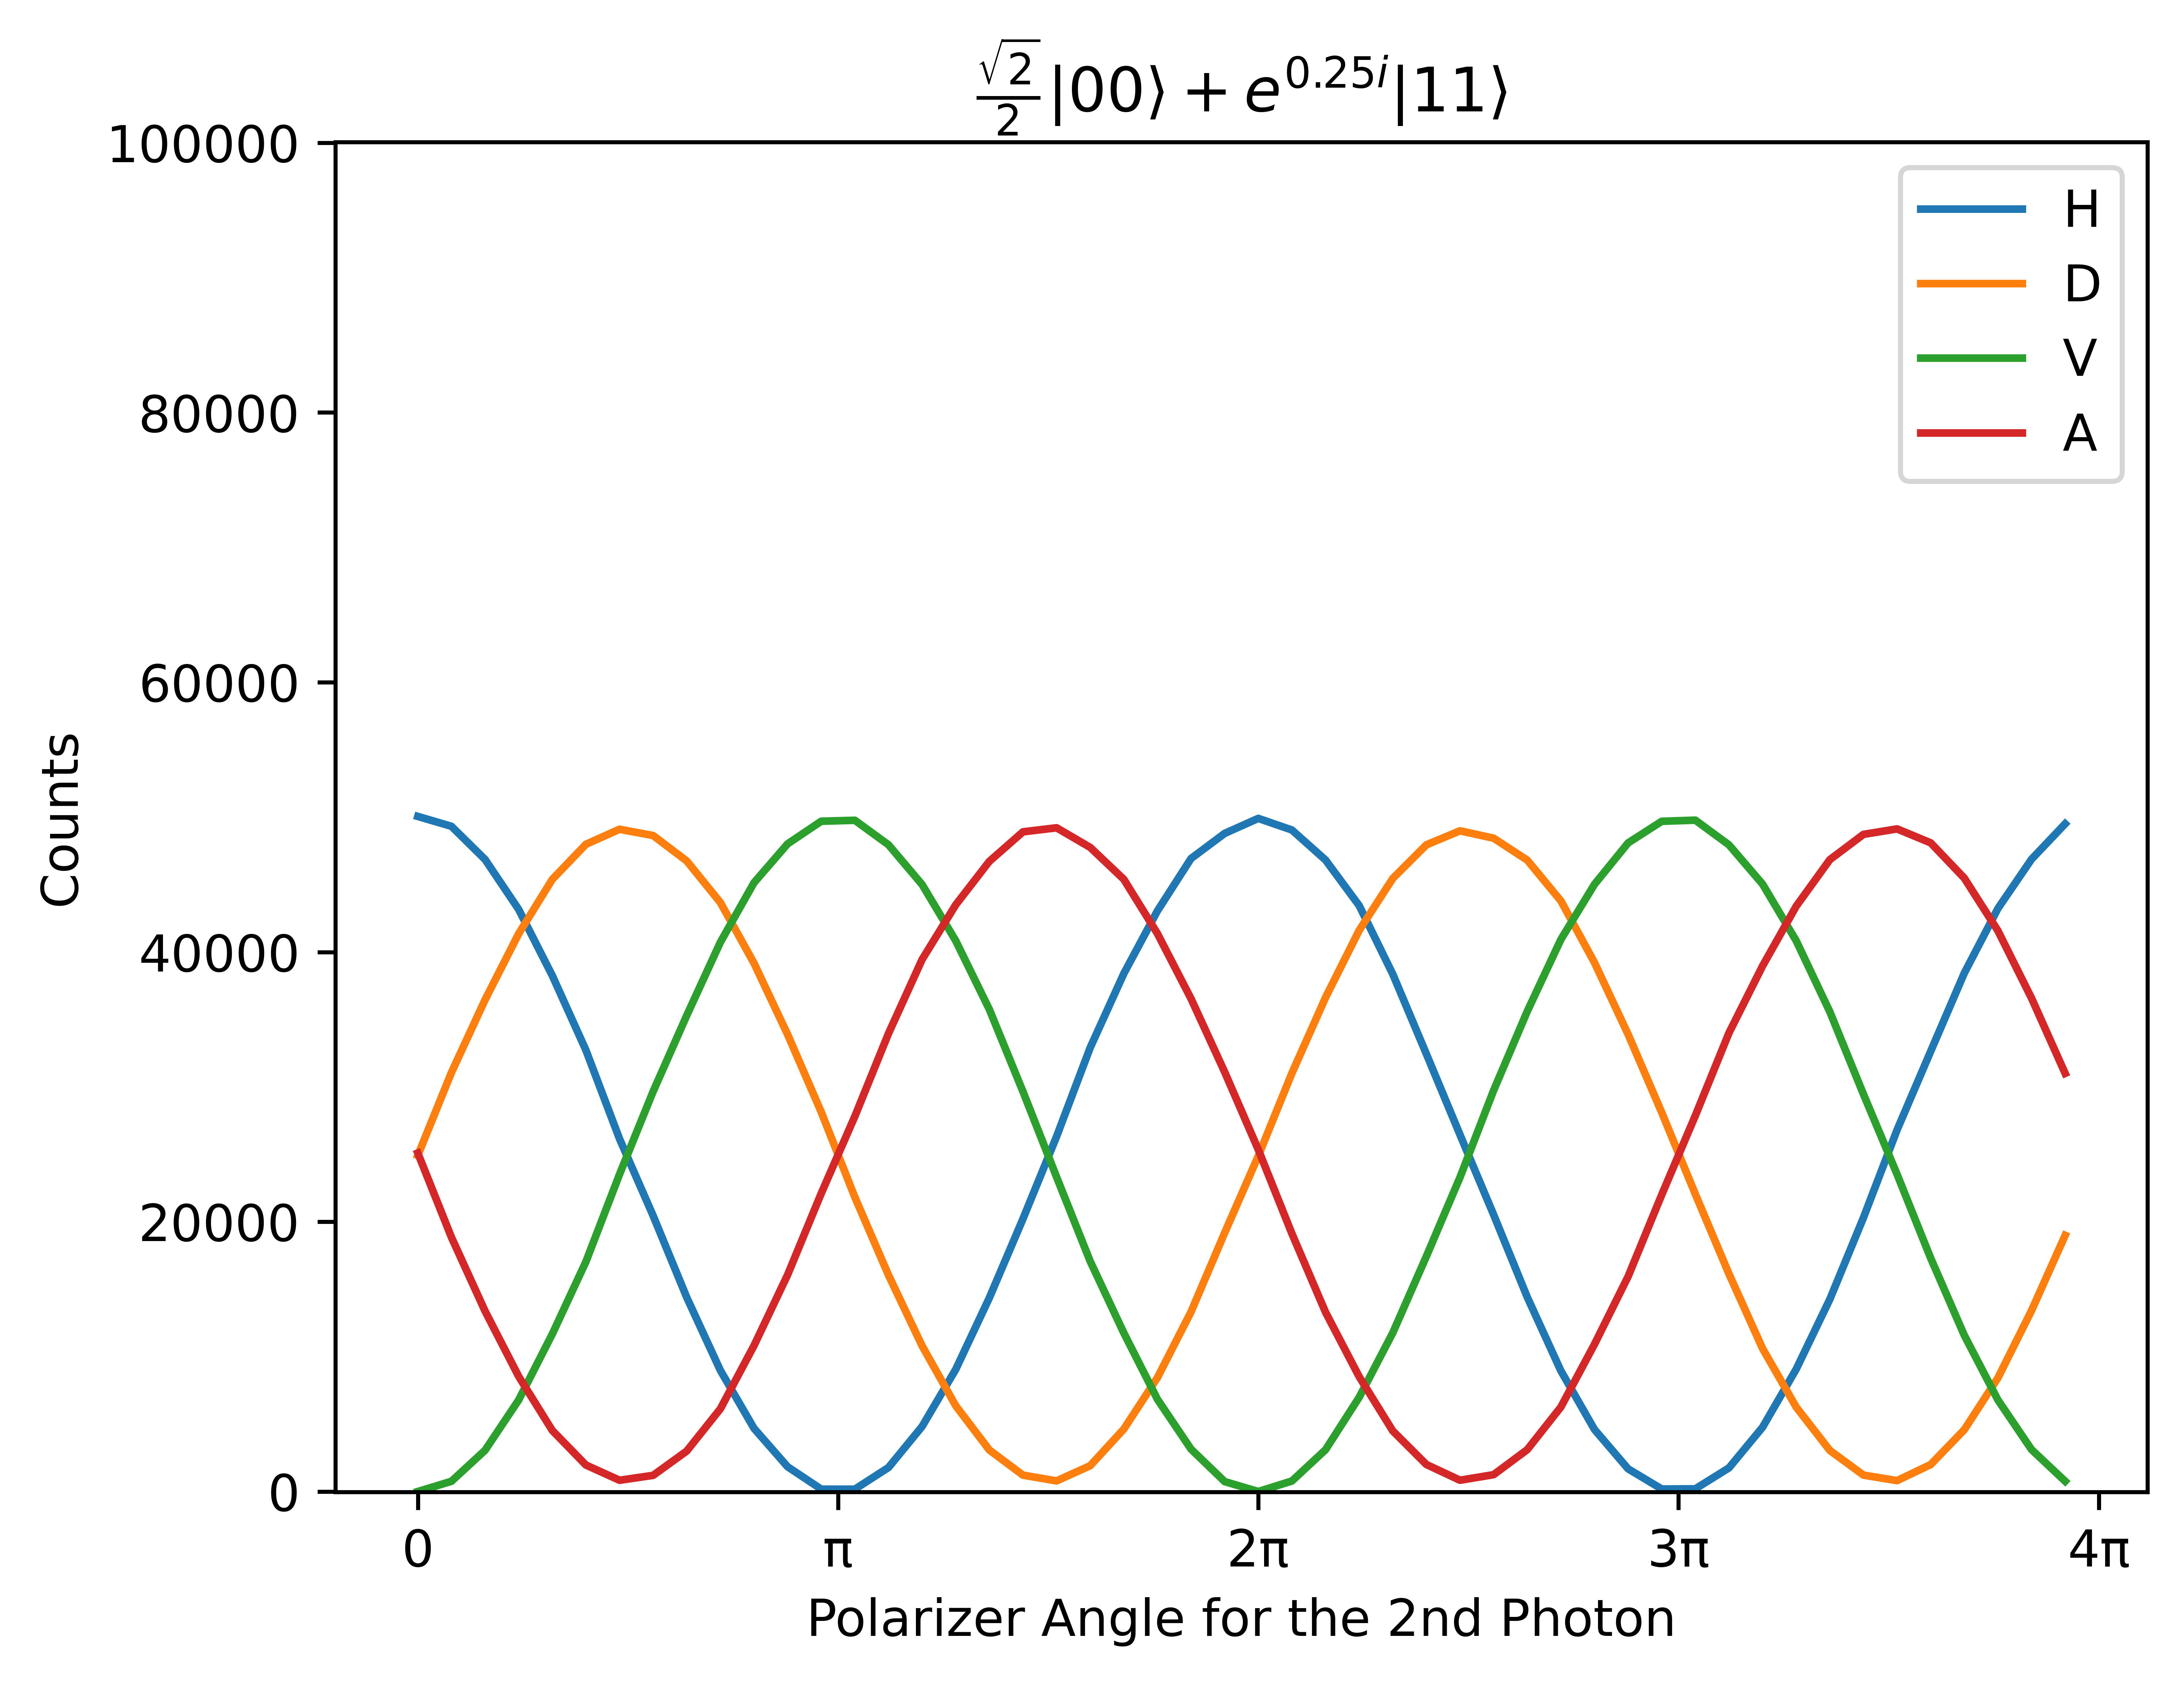 √2/2|00⟩ + e^0.25i|11⟩
100000
80000
60000
40000
20000
0
Counts
H
D
V
A
0 π 2π 3π 4π
Polarizer Angle for the 2nd Photon